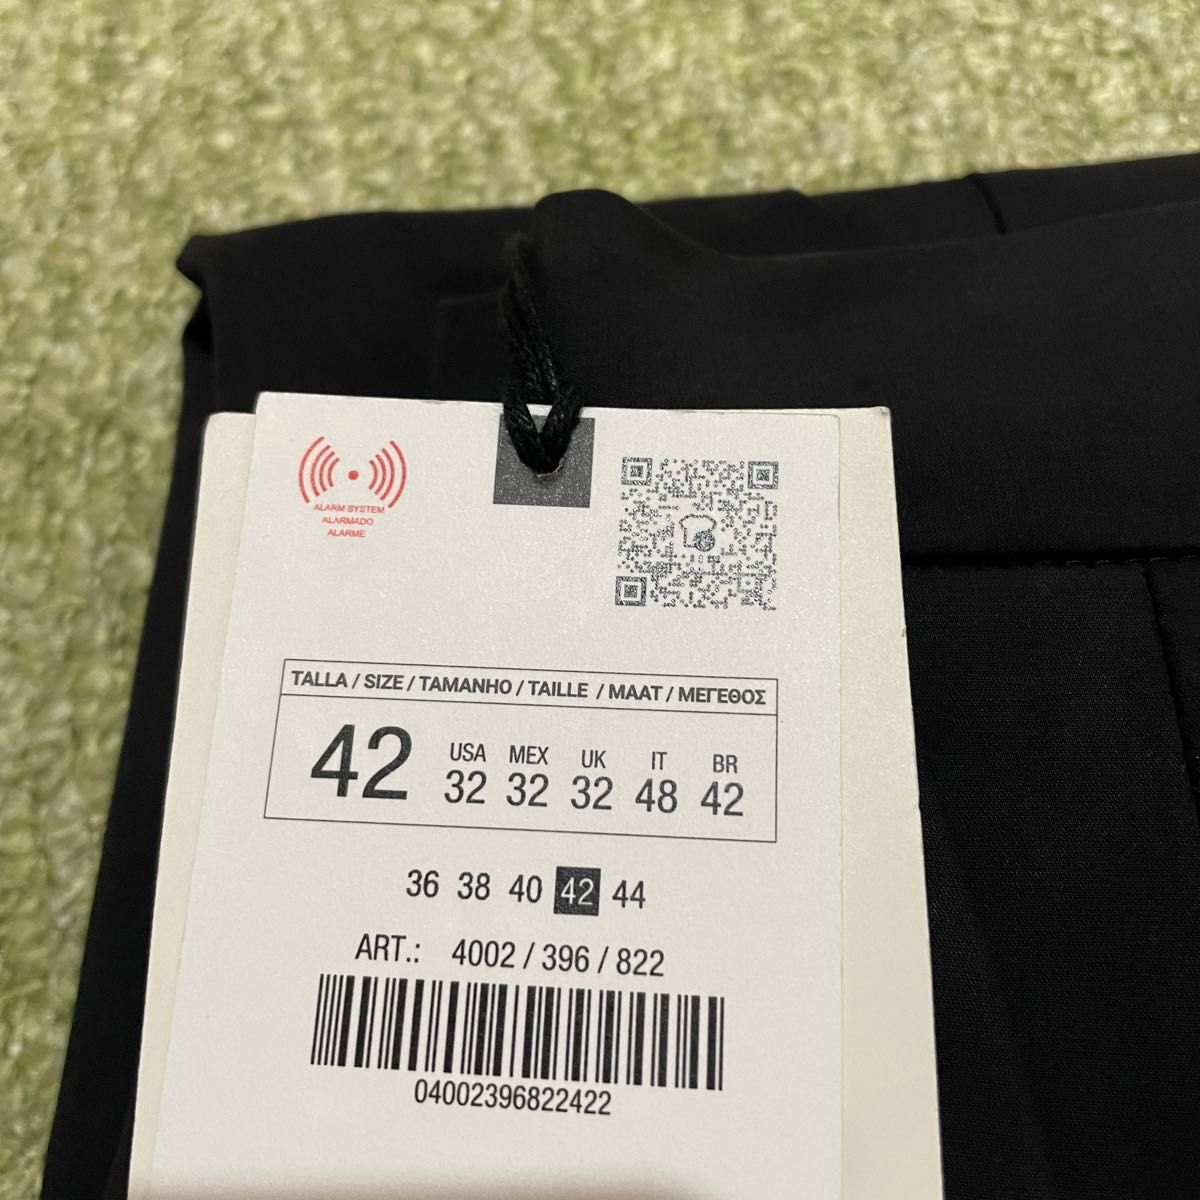 ALARM SYSTEM
ALARMADO
ALARME
TALLA / SIZE / TAMANHO / TAILLE / MAAT / ΜΕΓΕΘΟΣ
42 USA MEX UK IT BR
32 32 32 48 42
36 38 40 42 44
ART.: 4002 / 396 / 822
04002396822422